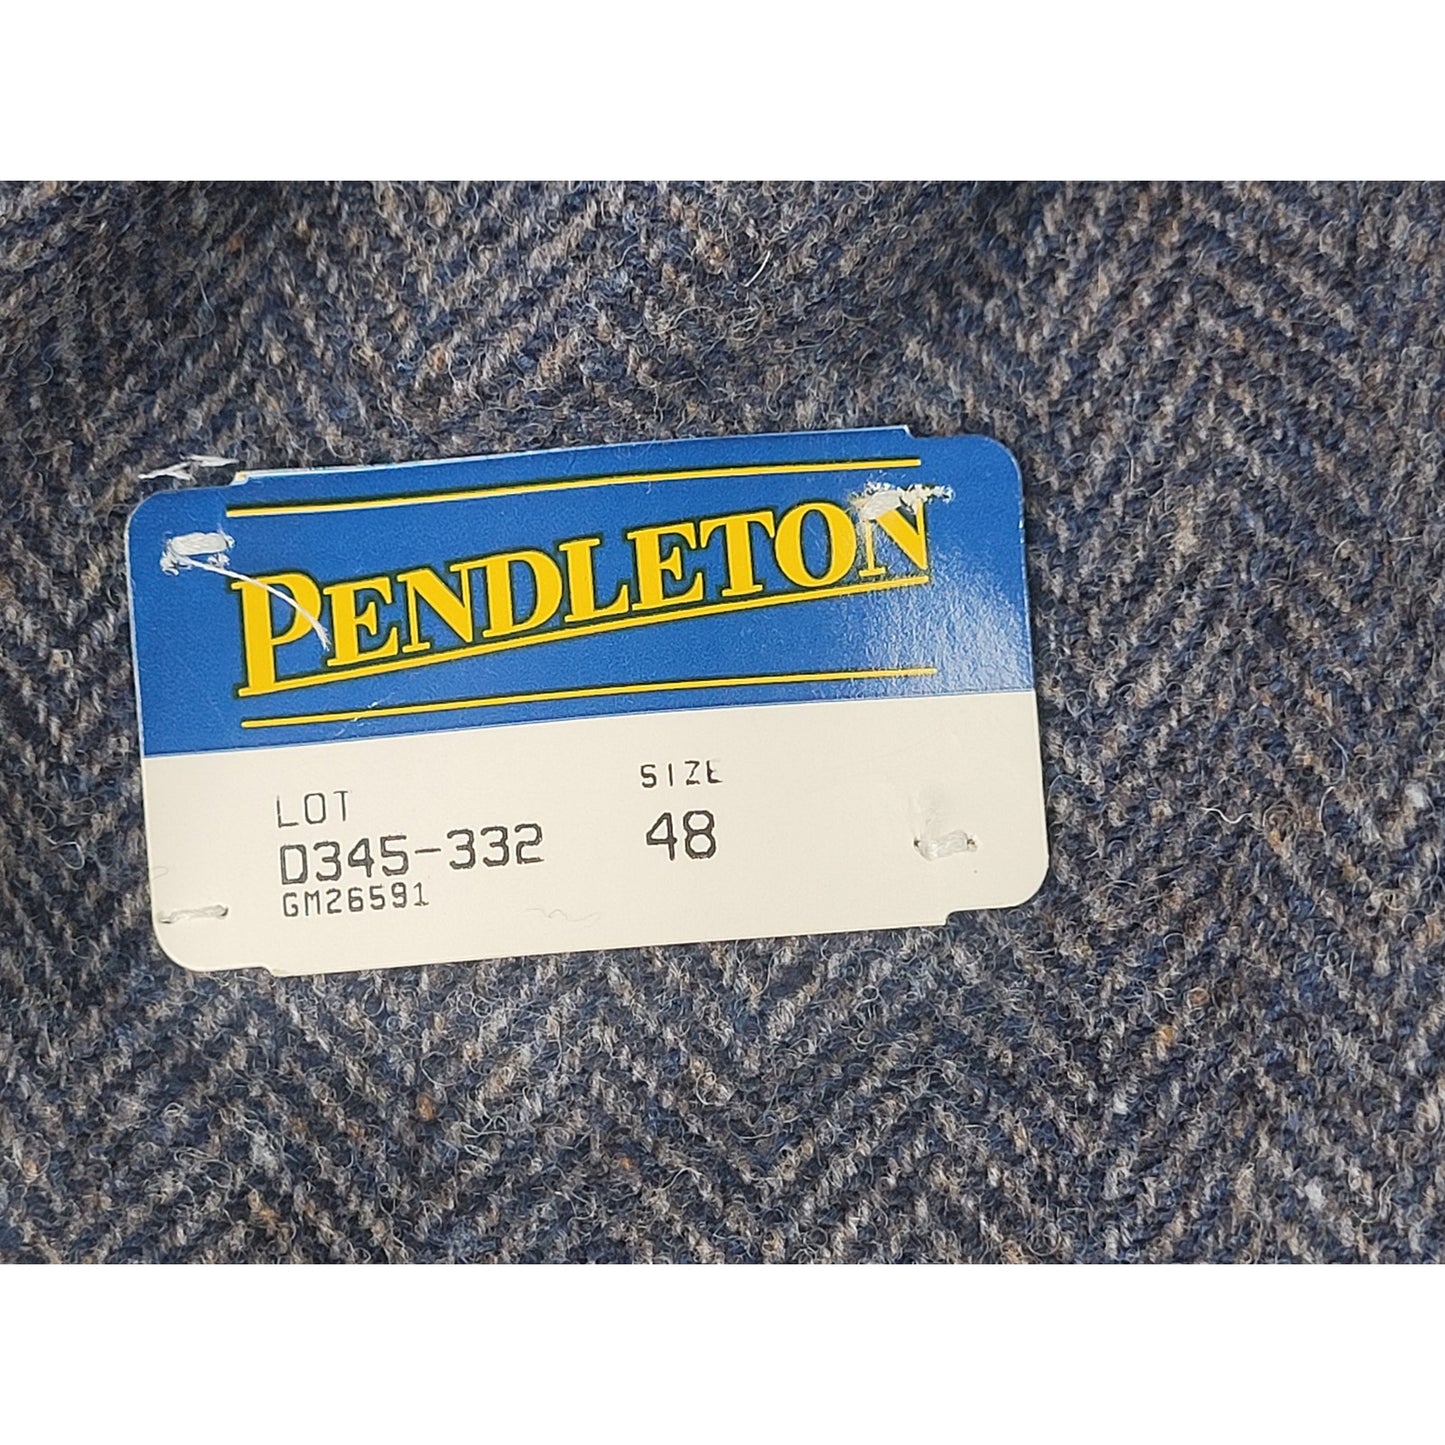 PENDLETON
LOT
SIZE
D345-332
48
GM26591